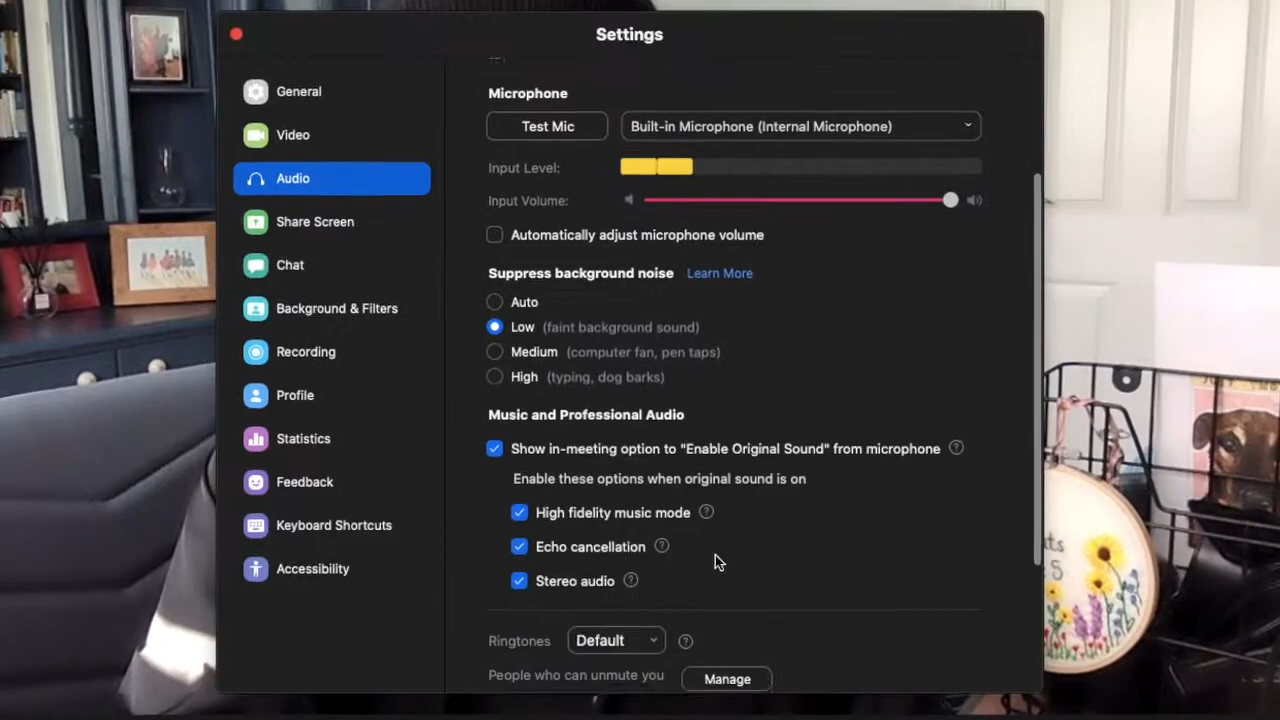 Settings
General
Video
Audio
Share Screen
Chat
Background & Filters
Recording
Profile
Statistics
Feedback
Keyboard Shortcuts
Accessibility
Microphone
Test Mic
Built-in Microphone (Internal Microphone)
Input Level:
Input Volume:
Automatically adjust microphone volume
Suppress background noise Learn More
Auto
Low (faint background sound)
Medium (computer fan, pen taps)
High (typing, dog barks)
Music and Professional Audio
Show in-meeting option to "Enable Original Sound" from microphone ?
Enable these options when original sound is on
High fidelity music mode ?
Echo cancellation ?
Stereo audio ?
Ringtones Default ?
People who can unmute you Manage